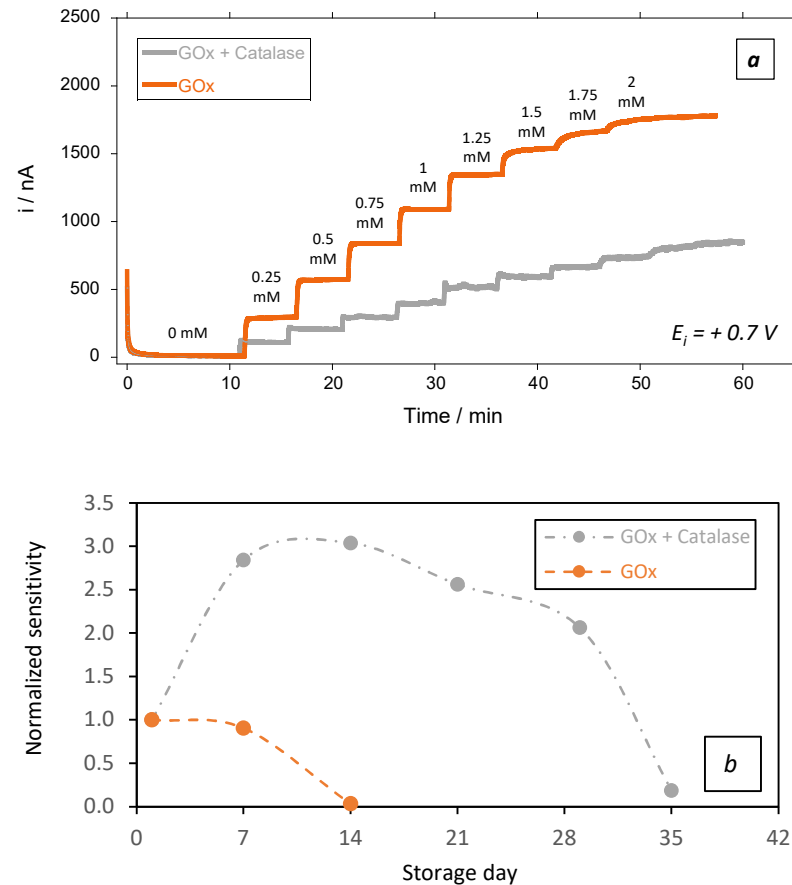 2500
2000
1500
1000
500
0
i / nA
GOx + Catalase
GOx
a
0 mM
0.25
mM
0.5
mM
0.75
mM
1
mM
1.25
mM
1.5
mM
1.75
mM
2
mM
E_i = + 0.7 V
0 10 20 30 40 50 60
Time / min
3.5
3.0
2.5
2.0
1.5
1.0
0.5
0.0
Normalized sensitivity
GOx + Catalase
GOx
b
0 7 14 21 28 35 42
Storage day